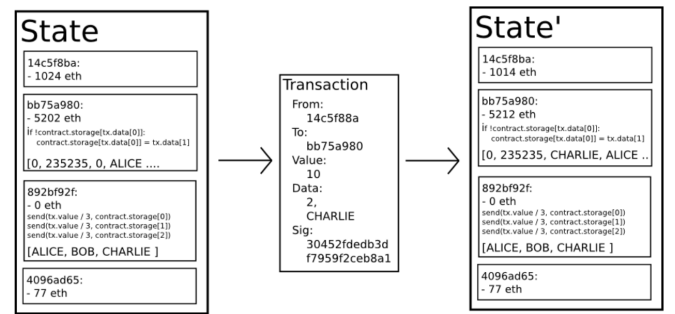 State
14c5f8ba:
- 1024 eth
bb75a980:
- 5202 eth
if !contract.storage[tx.data[0]]:
contract.storage[tx.data[0]] = tx.data[1]
[0, 235235, 0, ALICE ....
892bf92f:
- 0 eth
send(tx.value / 3, contract.storage[0])
send(tx.value / 3, contract.storage[1])
send(tx.value / 3, contract.storage[2])
[ALICE, BOB, CHARLIE ]
4096ad65:
- 77 eth
Transaction
From:
14c5f88a
To:
bb75a980
Value:
10
Data:
2,
CHARLIE
Sig:
30452fdedb3d
f7959f2ceb8a1
State'
14c5f8ba:
- 1014 eth
bb75a980:
- 5212 eth
if !contract.storage[tx.data[0]]:
contract.storage[tx.data[0]] = tx.data[1]
[0, 235235, CHARLIE, ALICE ..
892bf92f:
- 0 eth
send(tx.value / 3, contract.storage[0])
send(tx.value / 3, contract.storage[1])
send(tx.value / 3, contract.storage[2])
[ALICE, BOB, CHARLIE ]
4096ad65:
- 77 eth